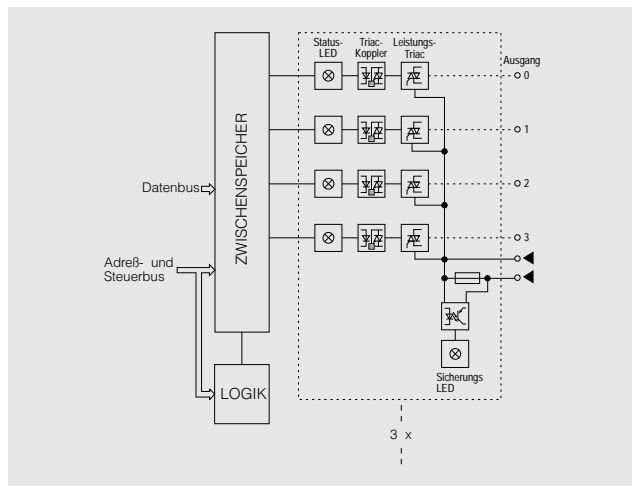 Status-
LED
Triac-
Koppler
Leistungs-
Triac
Ausgang
0
1
2
3
ZWISCHENSPEICHER
Datenbus
Adreß- und
Steuerbus
LOGIK
Sicherungs
LED
3 x